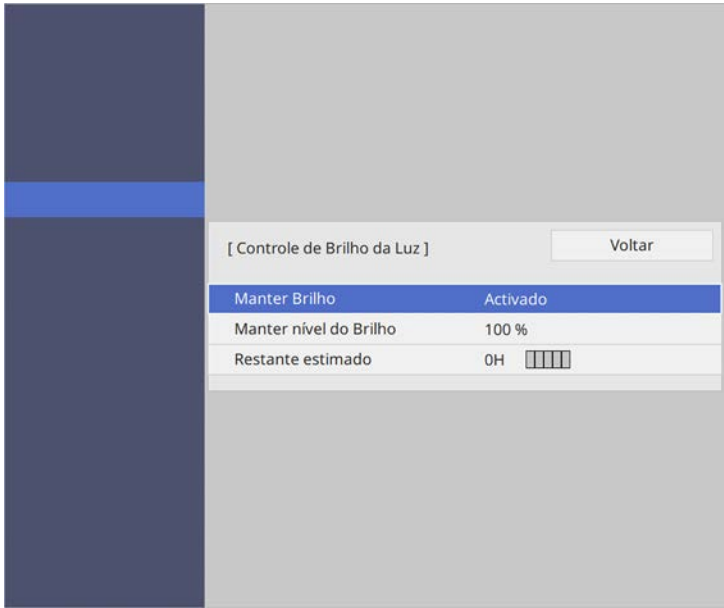 [ Controle de Brilho da Luz ] Voltar
Manter Brilho Activado
Manter nível do Brilho 100 %
Restante estimado 0H